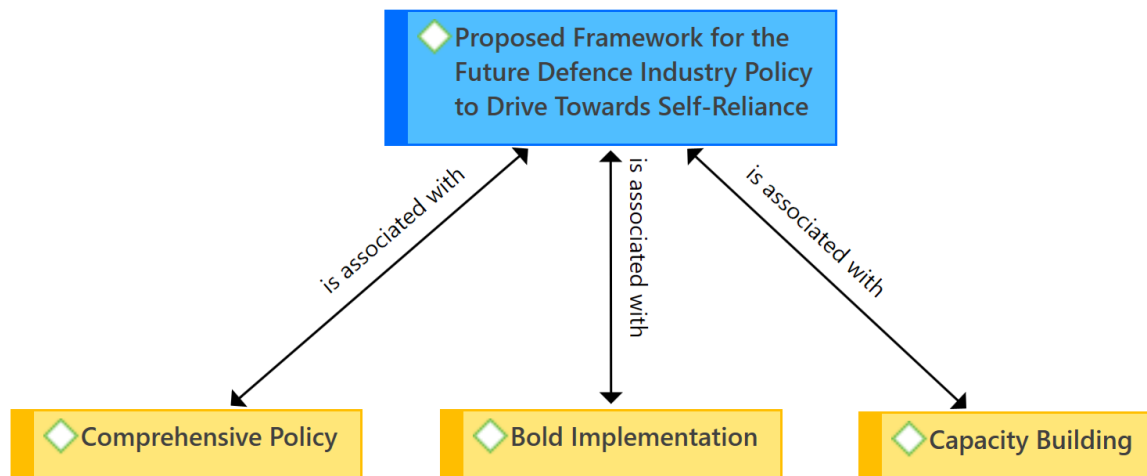 Proposed Framework for the
Future Defence Industry Policy
to Drive Towards Self-Reliance
is associated with
is associated with
is associated with
Comprehensive Policy
Bold Implementation
Capacity Building